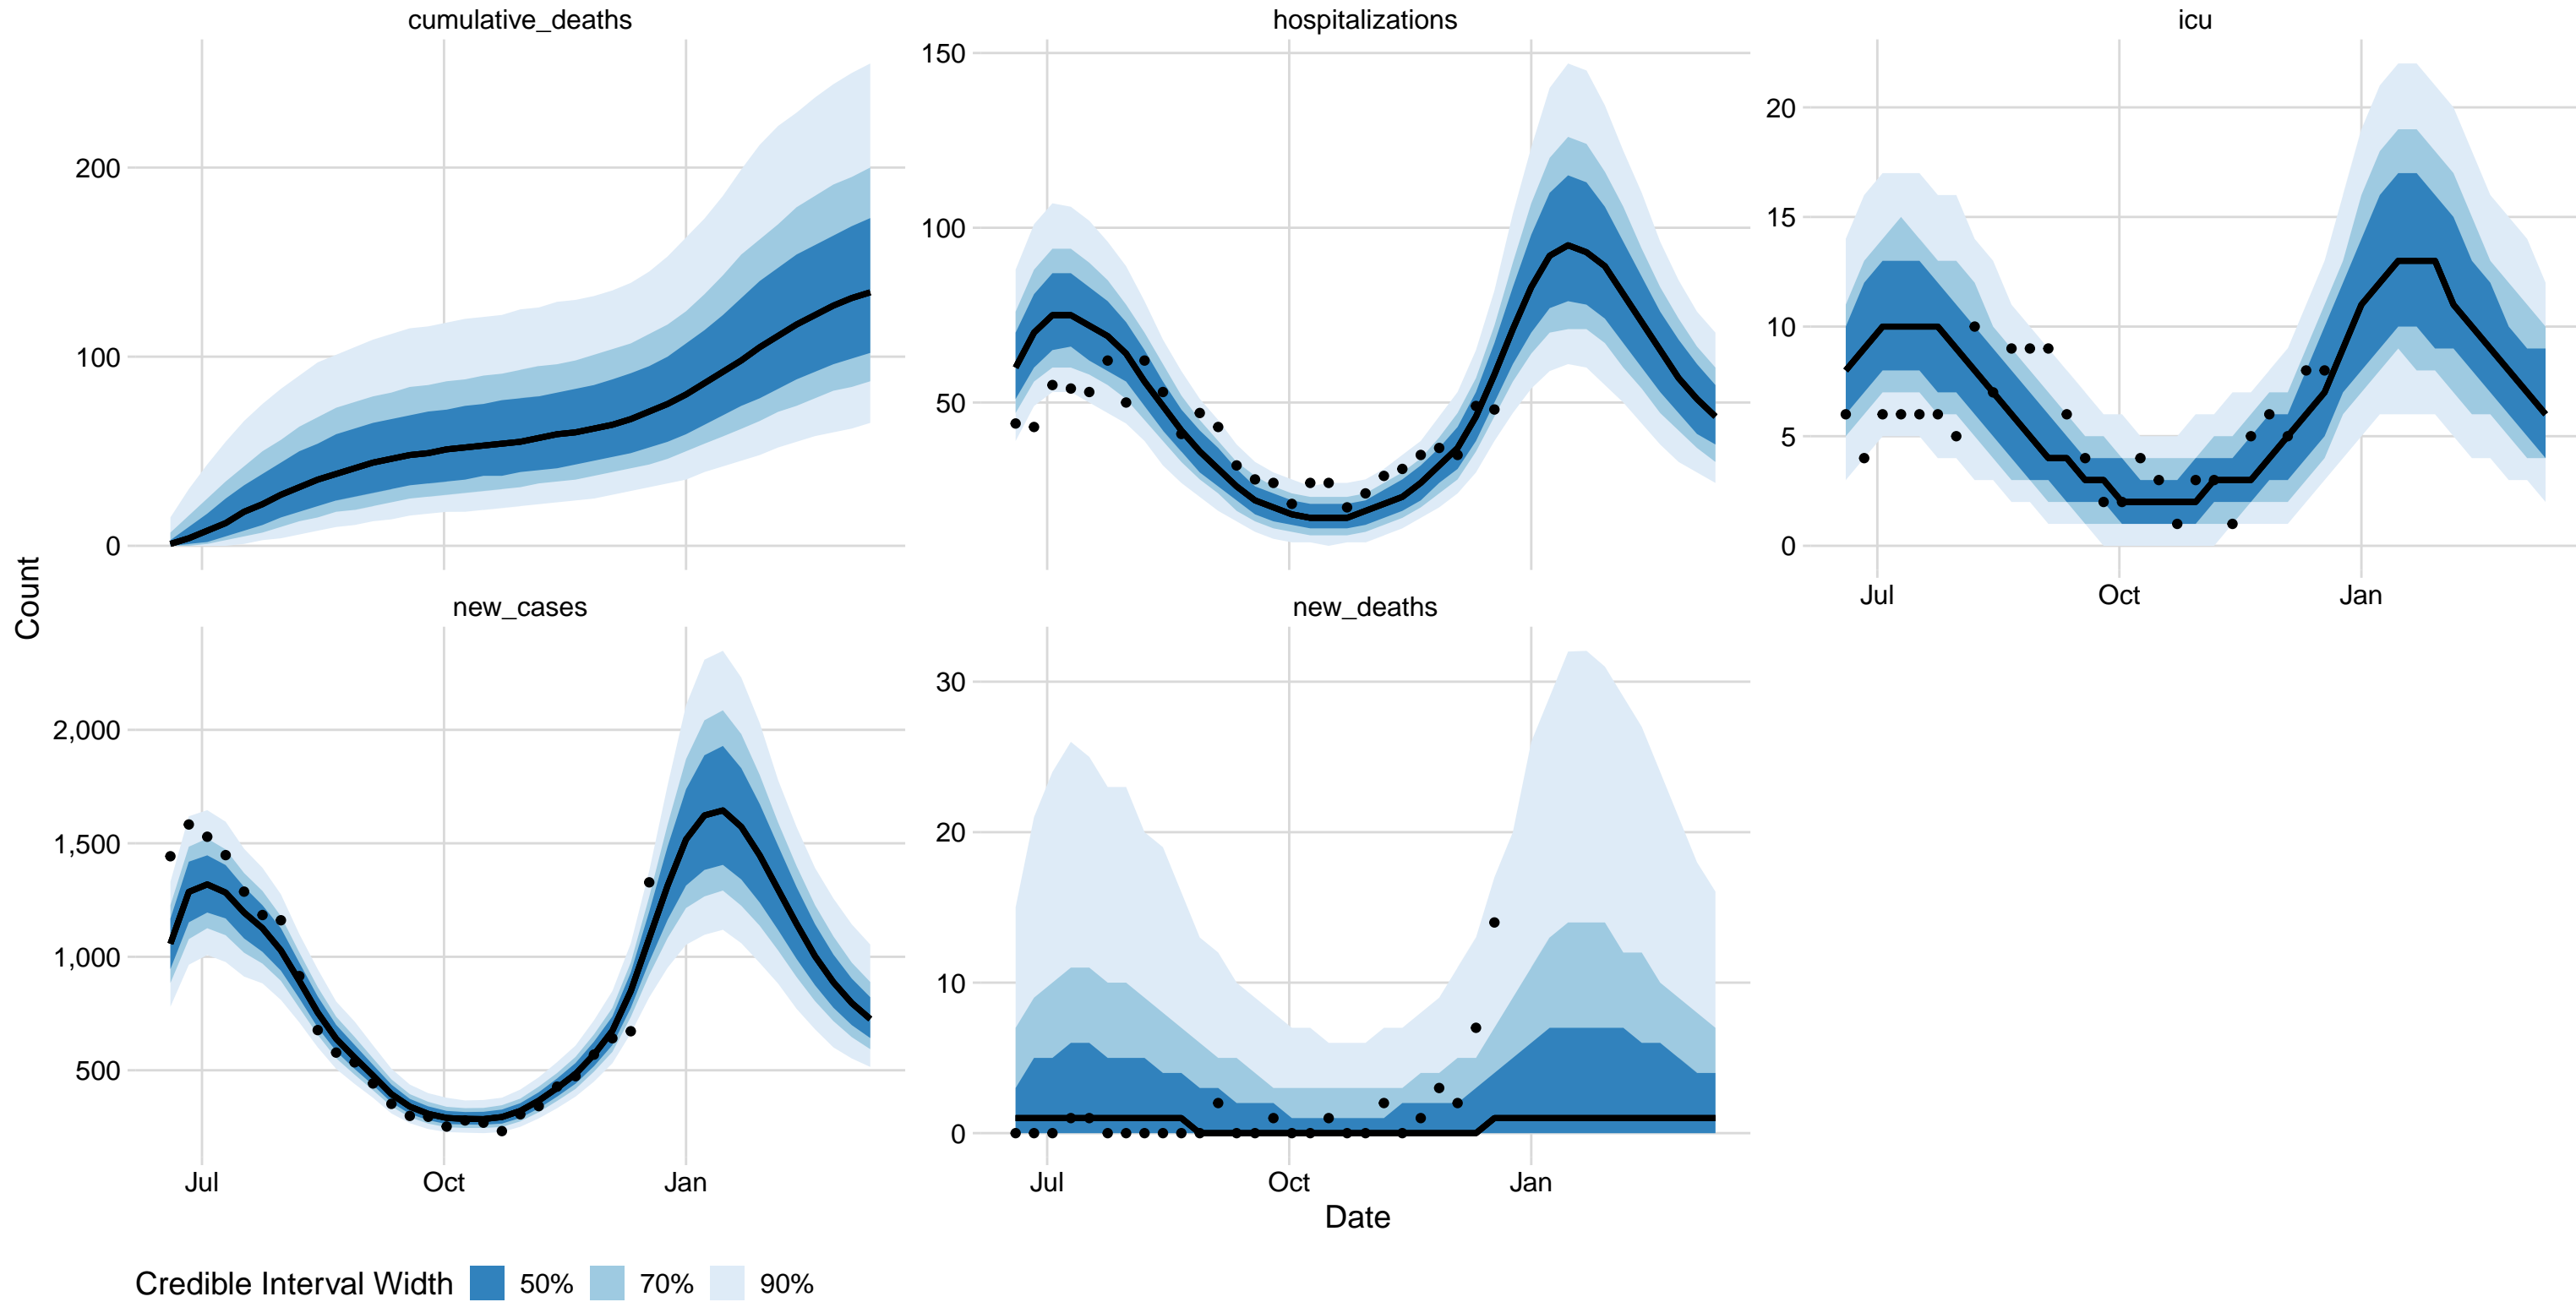 cumulative_deaths
hospitalizations
icu
200
100
0
150
100
50
20
15
10
5
0
Jul Oct Jan
Count
new_cases
new_deaths
2,000
1,500
1,000
500
30
20
10
0
Jul Oct Jan
Jul Oct Jan
Date
Credible Interval Width 50% 70% 90%